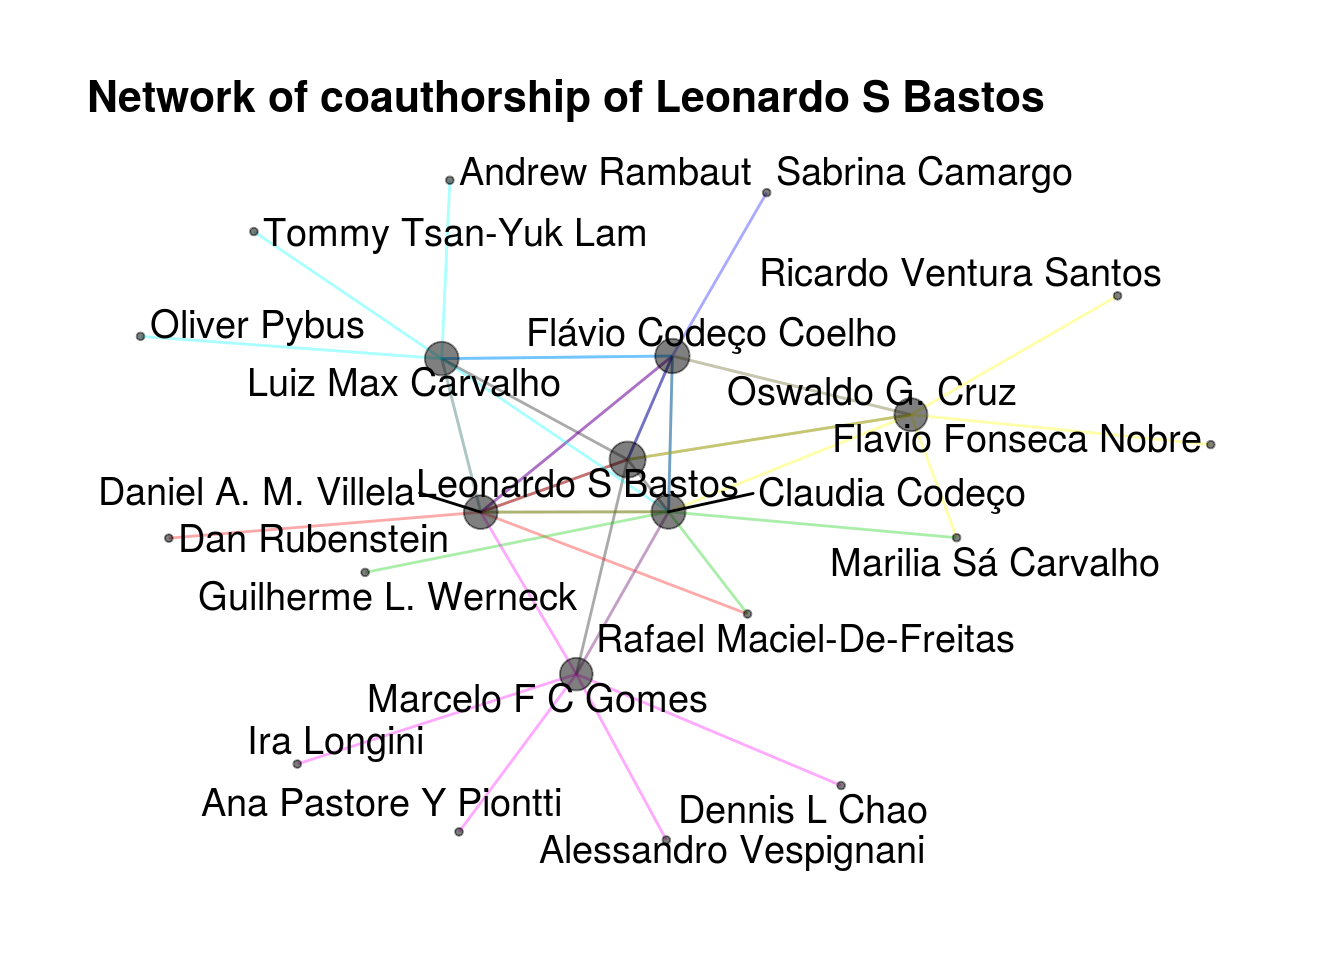 Network of coauthorship of Leonardo S Bastos
Andrew Rambaut
Sabrina Camargo
Tommy Tsan-Yuk Lam
Ricardo Ventura Santos
Oliver Pybus
Flávio Codeço Coelho
Luiz Max Carvalho
Oswaldo G. Cruz
Flavio Fonseca Nobre
Daniel A. M. Villela
Leonardo S Bastos
Claudia Codeço
Dan Rubenstein
Marilia Sá Carvalho
Guilherme L. Werneck
Rafael Maciel-De-Freitas
Marcelo F C Gomes
Ira Longini
Ana Pastore Y Piontti
Dennis L Chao
Alessandro Vespignani